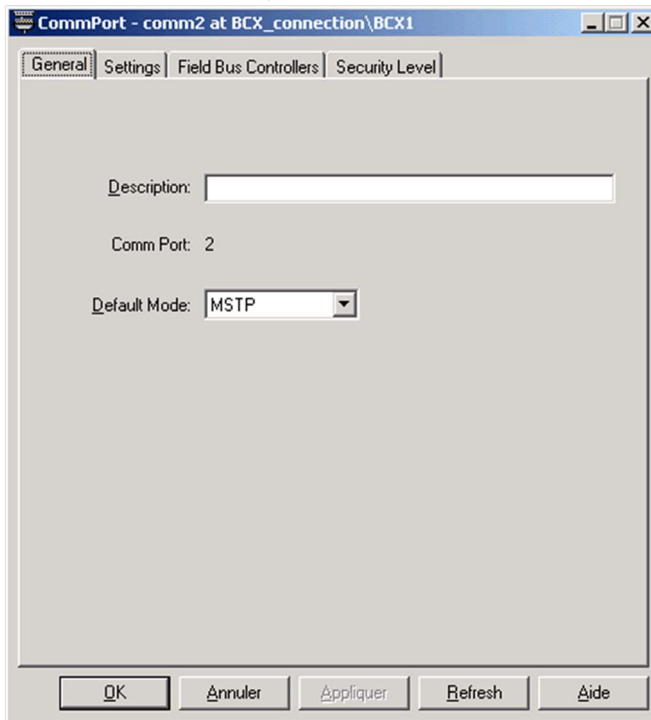 CommPort - comm2 at BCX_connection\BCX1
General Settings Field Bus Controllers Security Level
Description:
Comm Port: 2
Default Mode: MSTP
OK Annuler Appliquer Refresh Aide